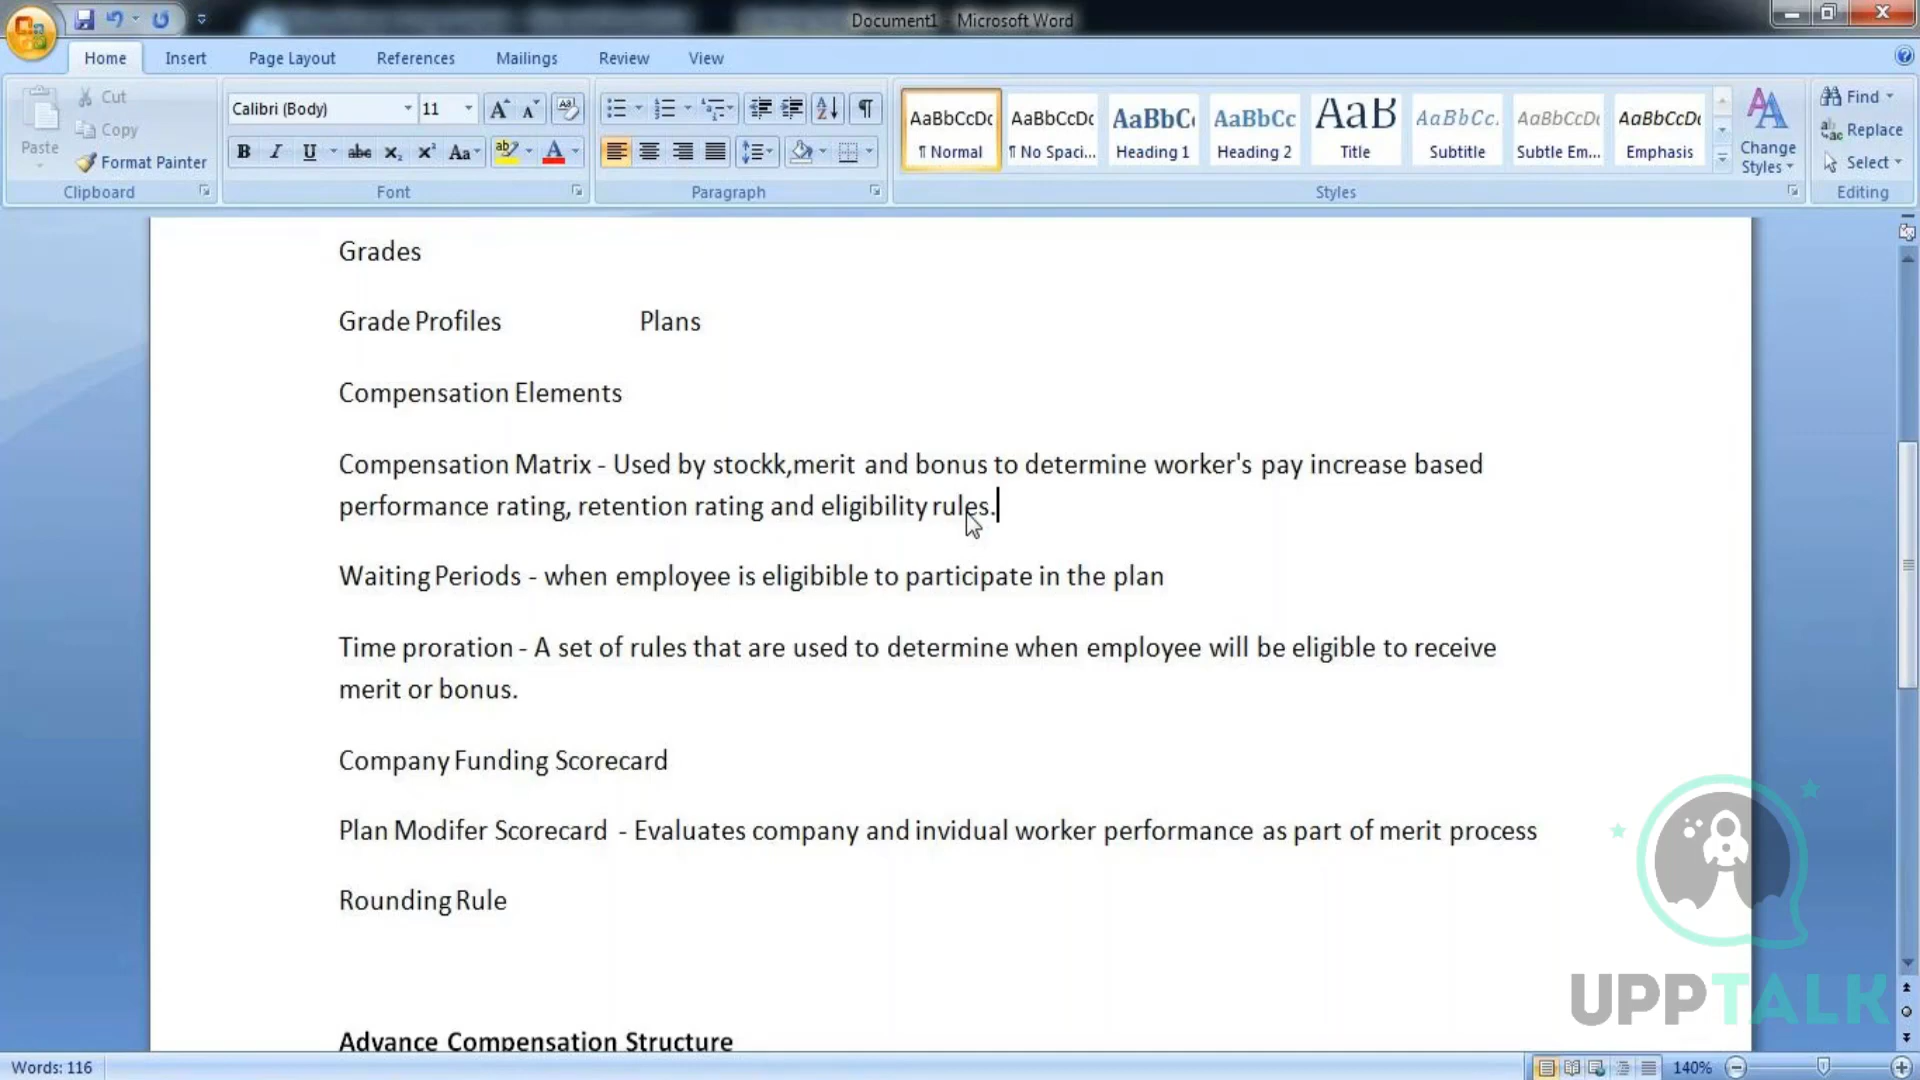 Document1 - Microsoft Word
Home Insert Page Layout References Mailings Review View
Paste Cut Copy Format Painter Clipboard
Calibri (Body) 11 Font
Paragraph
AaBbCcDc AaBbCcDc AaBbC AaBbCc AaB AaBbCc. AaBbCcDc AaBbCcDc
¶ Normal ¶ No Spaci... Heading 1 Heading 2 Title Subtitle Subtle Em... Emphasis
Change Styles
Styles
Find Replace Select Editing
Grades
Grade Profiles Plans
Compensation Elements
Compensation Matrix - Used by stockk,merit and bonus to determine worker's pay increase based
performance rating, retention rating and eligibility rules.
Waiting Periods - when employee is eligibible to participate in the plan
Time proration - A set of rules that are used to determine when employee will be eligible to receive
merit or bonus.
Company Funding Scorecard
Plan Modifer Scorecard - Evaluates company and invidual worker performance as part of merit process
Rounding Rule
Advance Compensation Structure
UPPTALK
Words: 116 140%